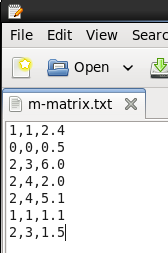 File Edit View Searc
Open
m-matrix.txt
1,1,2.4
0,0,0.5
2,3,6.0
2,4,2.0
2,4,5.1
1,1,1.1
2,3,1.5